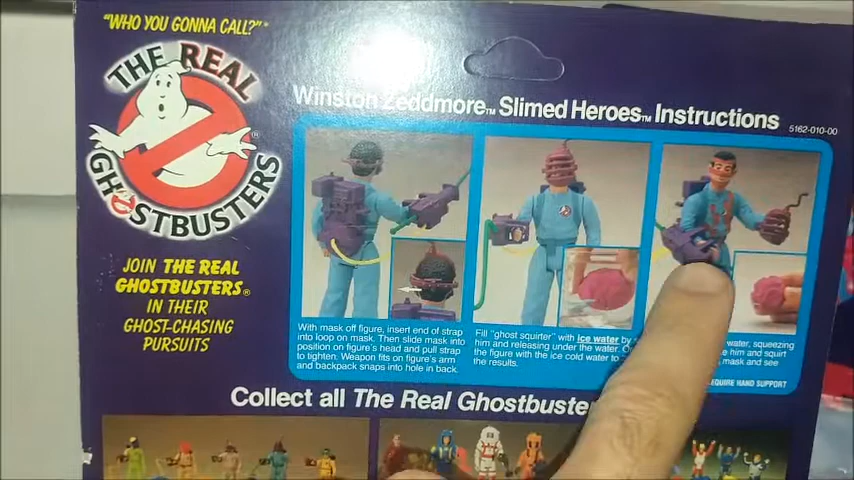 "WHO YOU GONNA CALL?"
THE REAL
GHOSTBUSTERS
Winston Zeddmore™ Slimed Heroes™ Instructions
5162-010-00
JOIN THE REAL
GHOSTBUSTERS®
IN THEIR
GHOST-CHASING
PURSUITS
With mask off figure, insert end of strap
into loop on mask. Then slide mask into
position on figure's head and pull strap
to tighten. Weapon fits on figure's arm
and backpack snaps into hole in back.
Fill "ghost squirter" with ice water by
him and releasing under the water.
figure with the ice cold water
the results.
water, squeezing
him and squirt
mask and see
REQUIRE HAND SUPPORT
Collect all The Real Ghostbusters